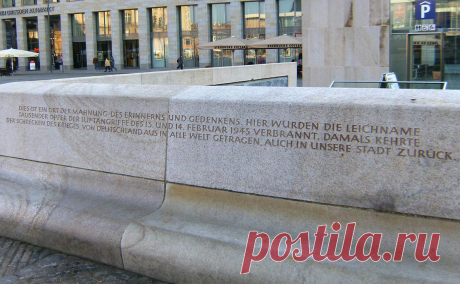 DIES IST EIN ORT DER MAHNUNG, DES ERINNERNS UND GEDENKENS. HIER WURDEN DIE LEICHNAME
TAUSENDER OPFER DER LUFTANGRIFFE DES 13. UND 14. FEBRUAR 1945 VERBRANNT. DAMALS KEHRTE
DER SCHRECKEN DES KRIEGES, VON DEUTSCHLAND AUS IN ALLE WELT GETRAGEN, AUCH IN UNSERE STADT ZURÜCK.
P
postila.ru